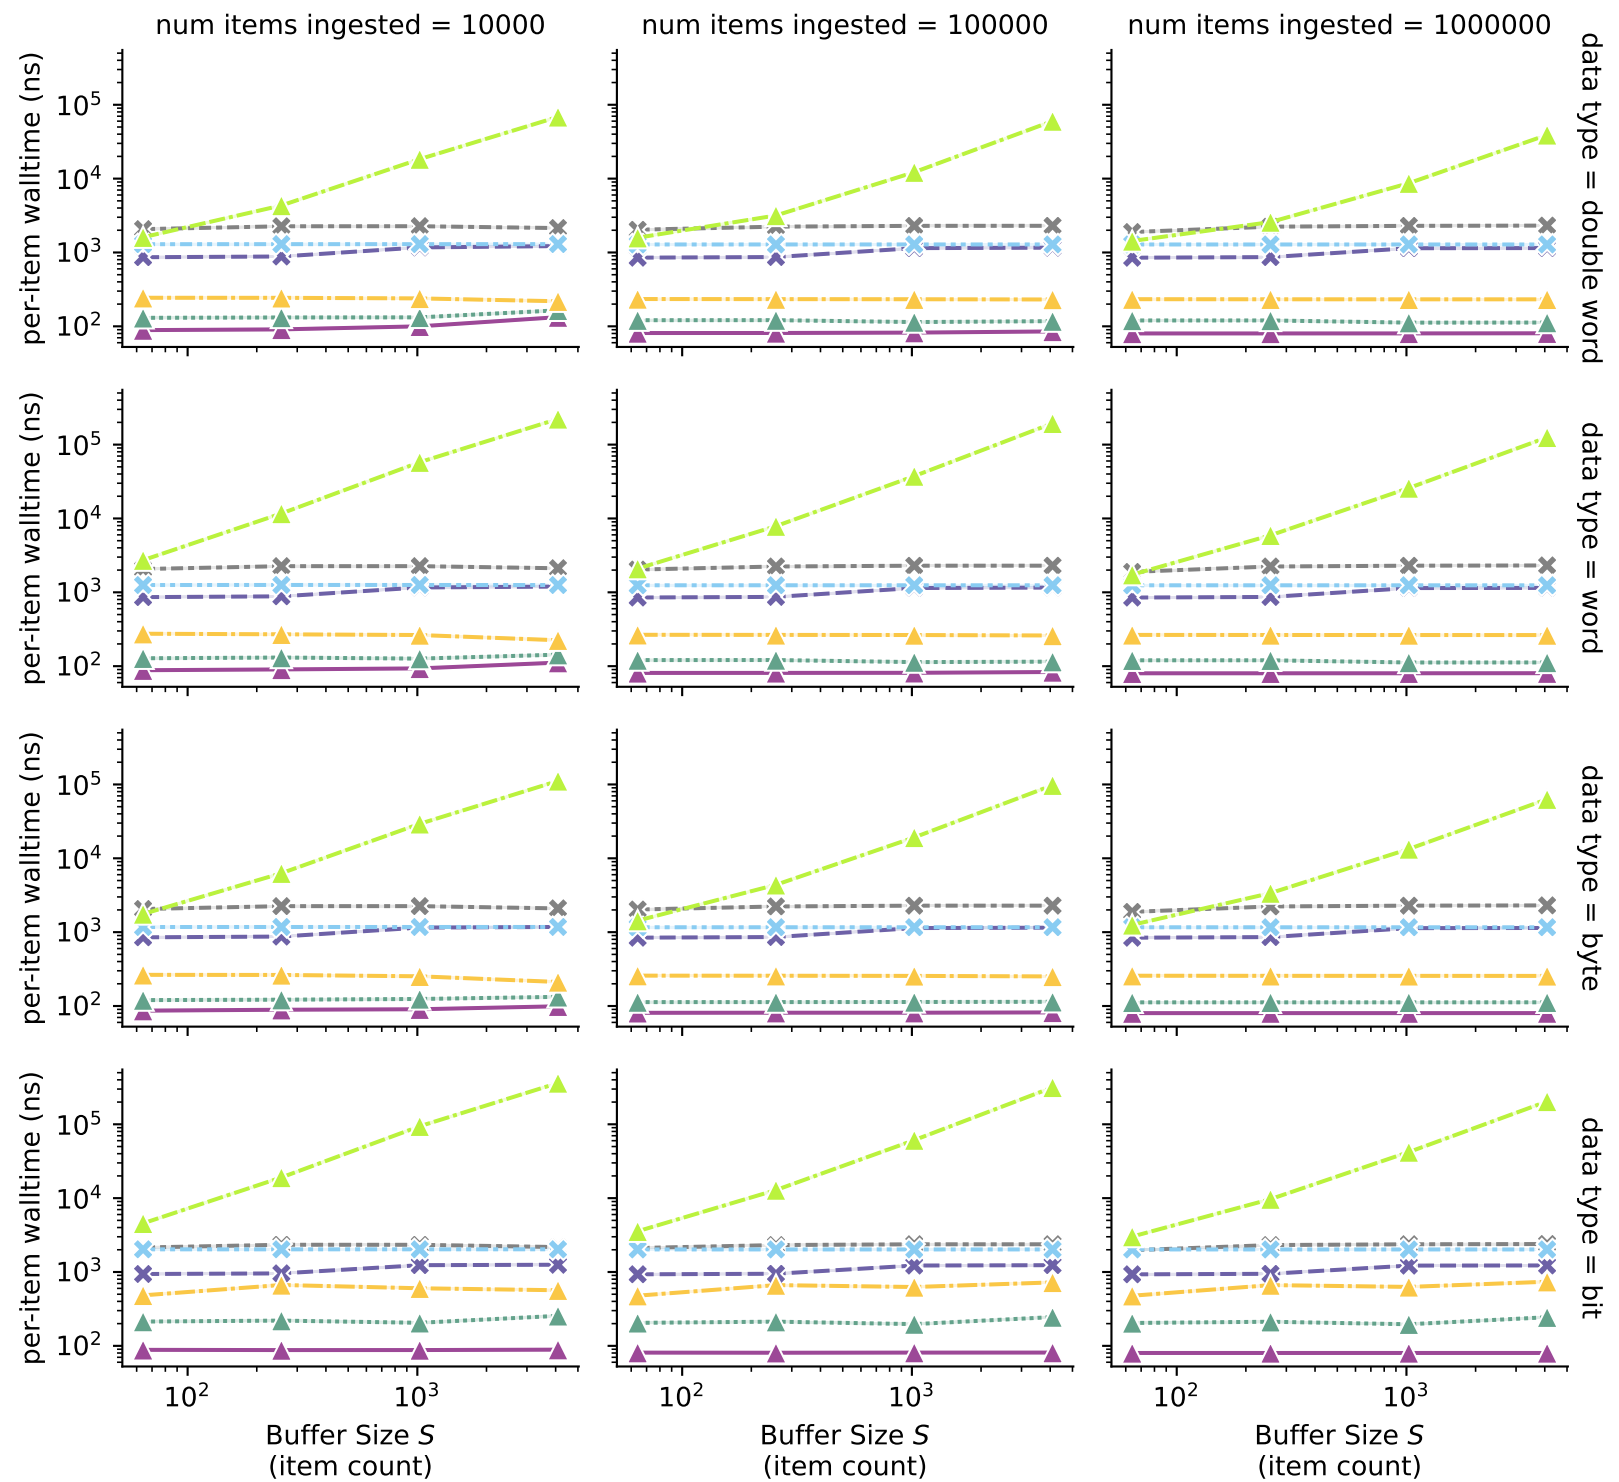 num items ingested = 10000
num items ingested = 100000
num items ingested = 1000000
per-item walltime (ns)
10⁵
10⁴
10³
10²
data type = double word
per-item walltime (ns)
10⁵
10⁴
10³
10²
data type = word
per-item walltime (ns)
10⁵
10⁴
10³
10²
data type = byte
per-item walltime (ns)
10⁵
10⁴
10³
10²
data type = bit
10² 10³
10² 10³
10² 10³
Buffer Size S
(item count)
Buffer Size S
(item count)
Buffer Size S
(item count)